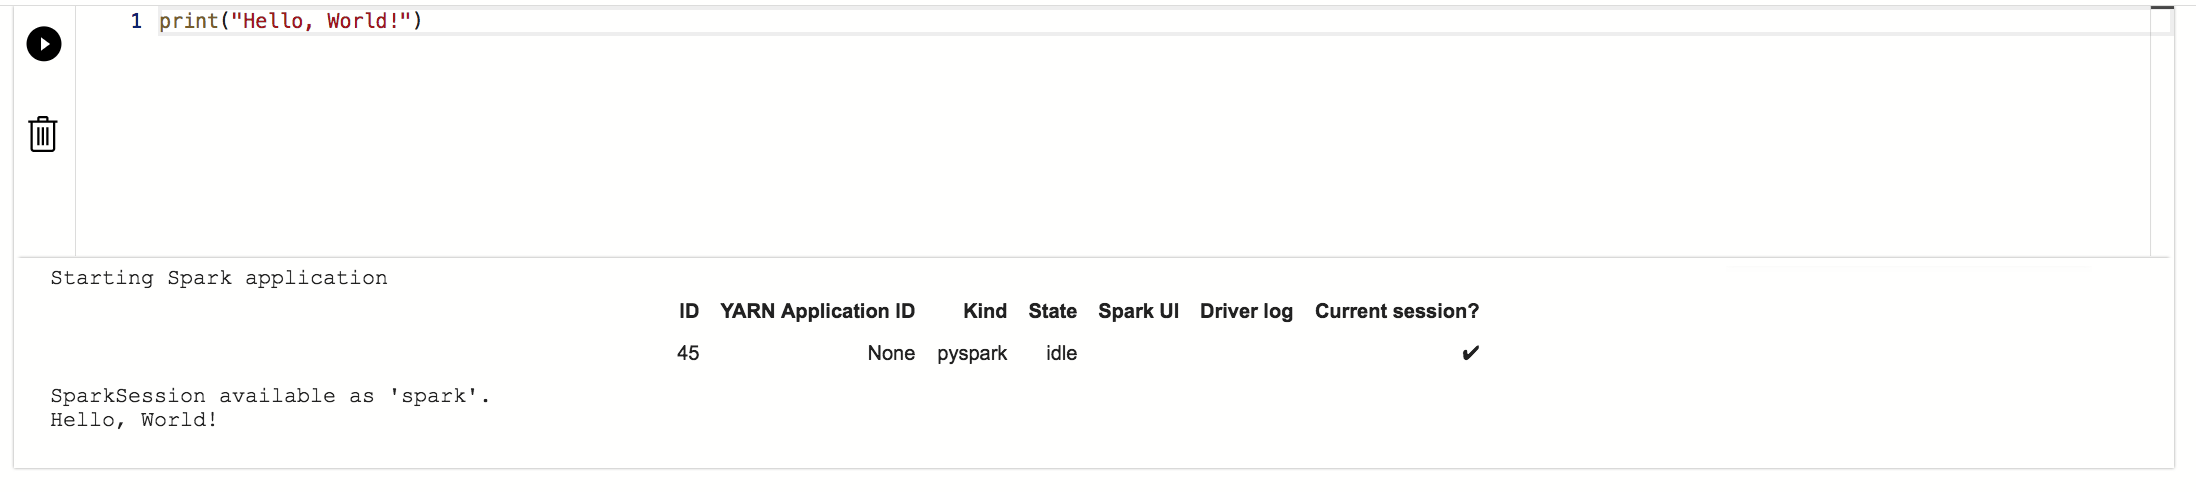 1 print("Hello, World!")
Starting Spark application
ID YARN Application ID Kind State Spark UI Driver log Current session?
45 None pyspark idle ✔
SparkSession available as 'spark'.
Hello, World!